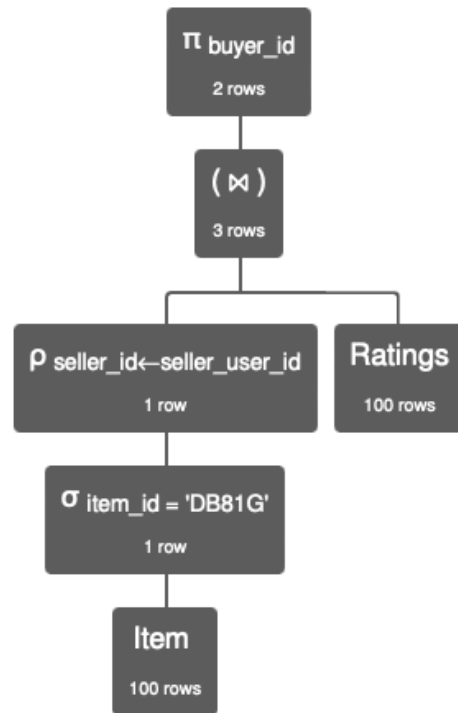 π buyer_id
2 rows
( ⋈ )
3 rows
ρ seller_id←seller_user_id
1 row
Ratings
100 rows
σ item_id = 'DB81G'
1 row
Item
100 rows